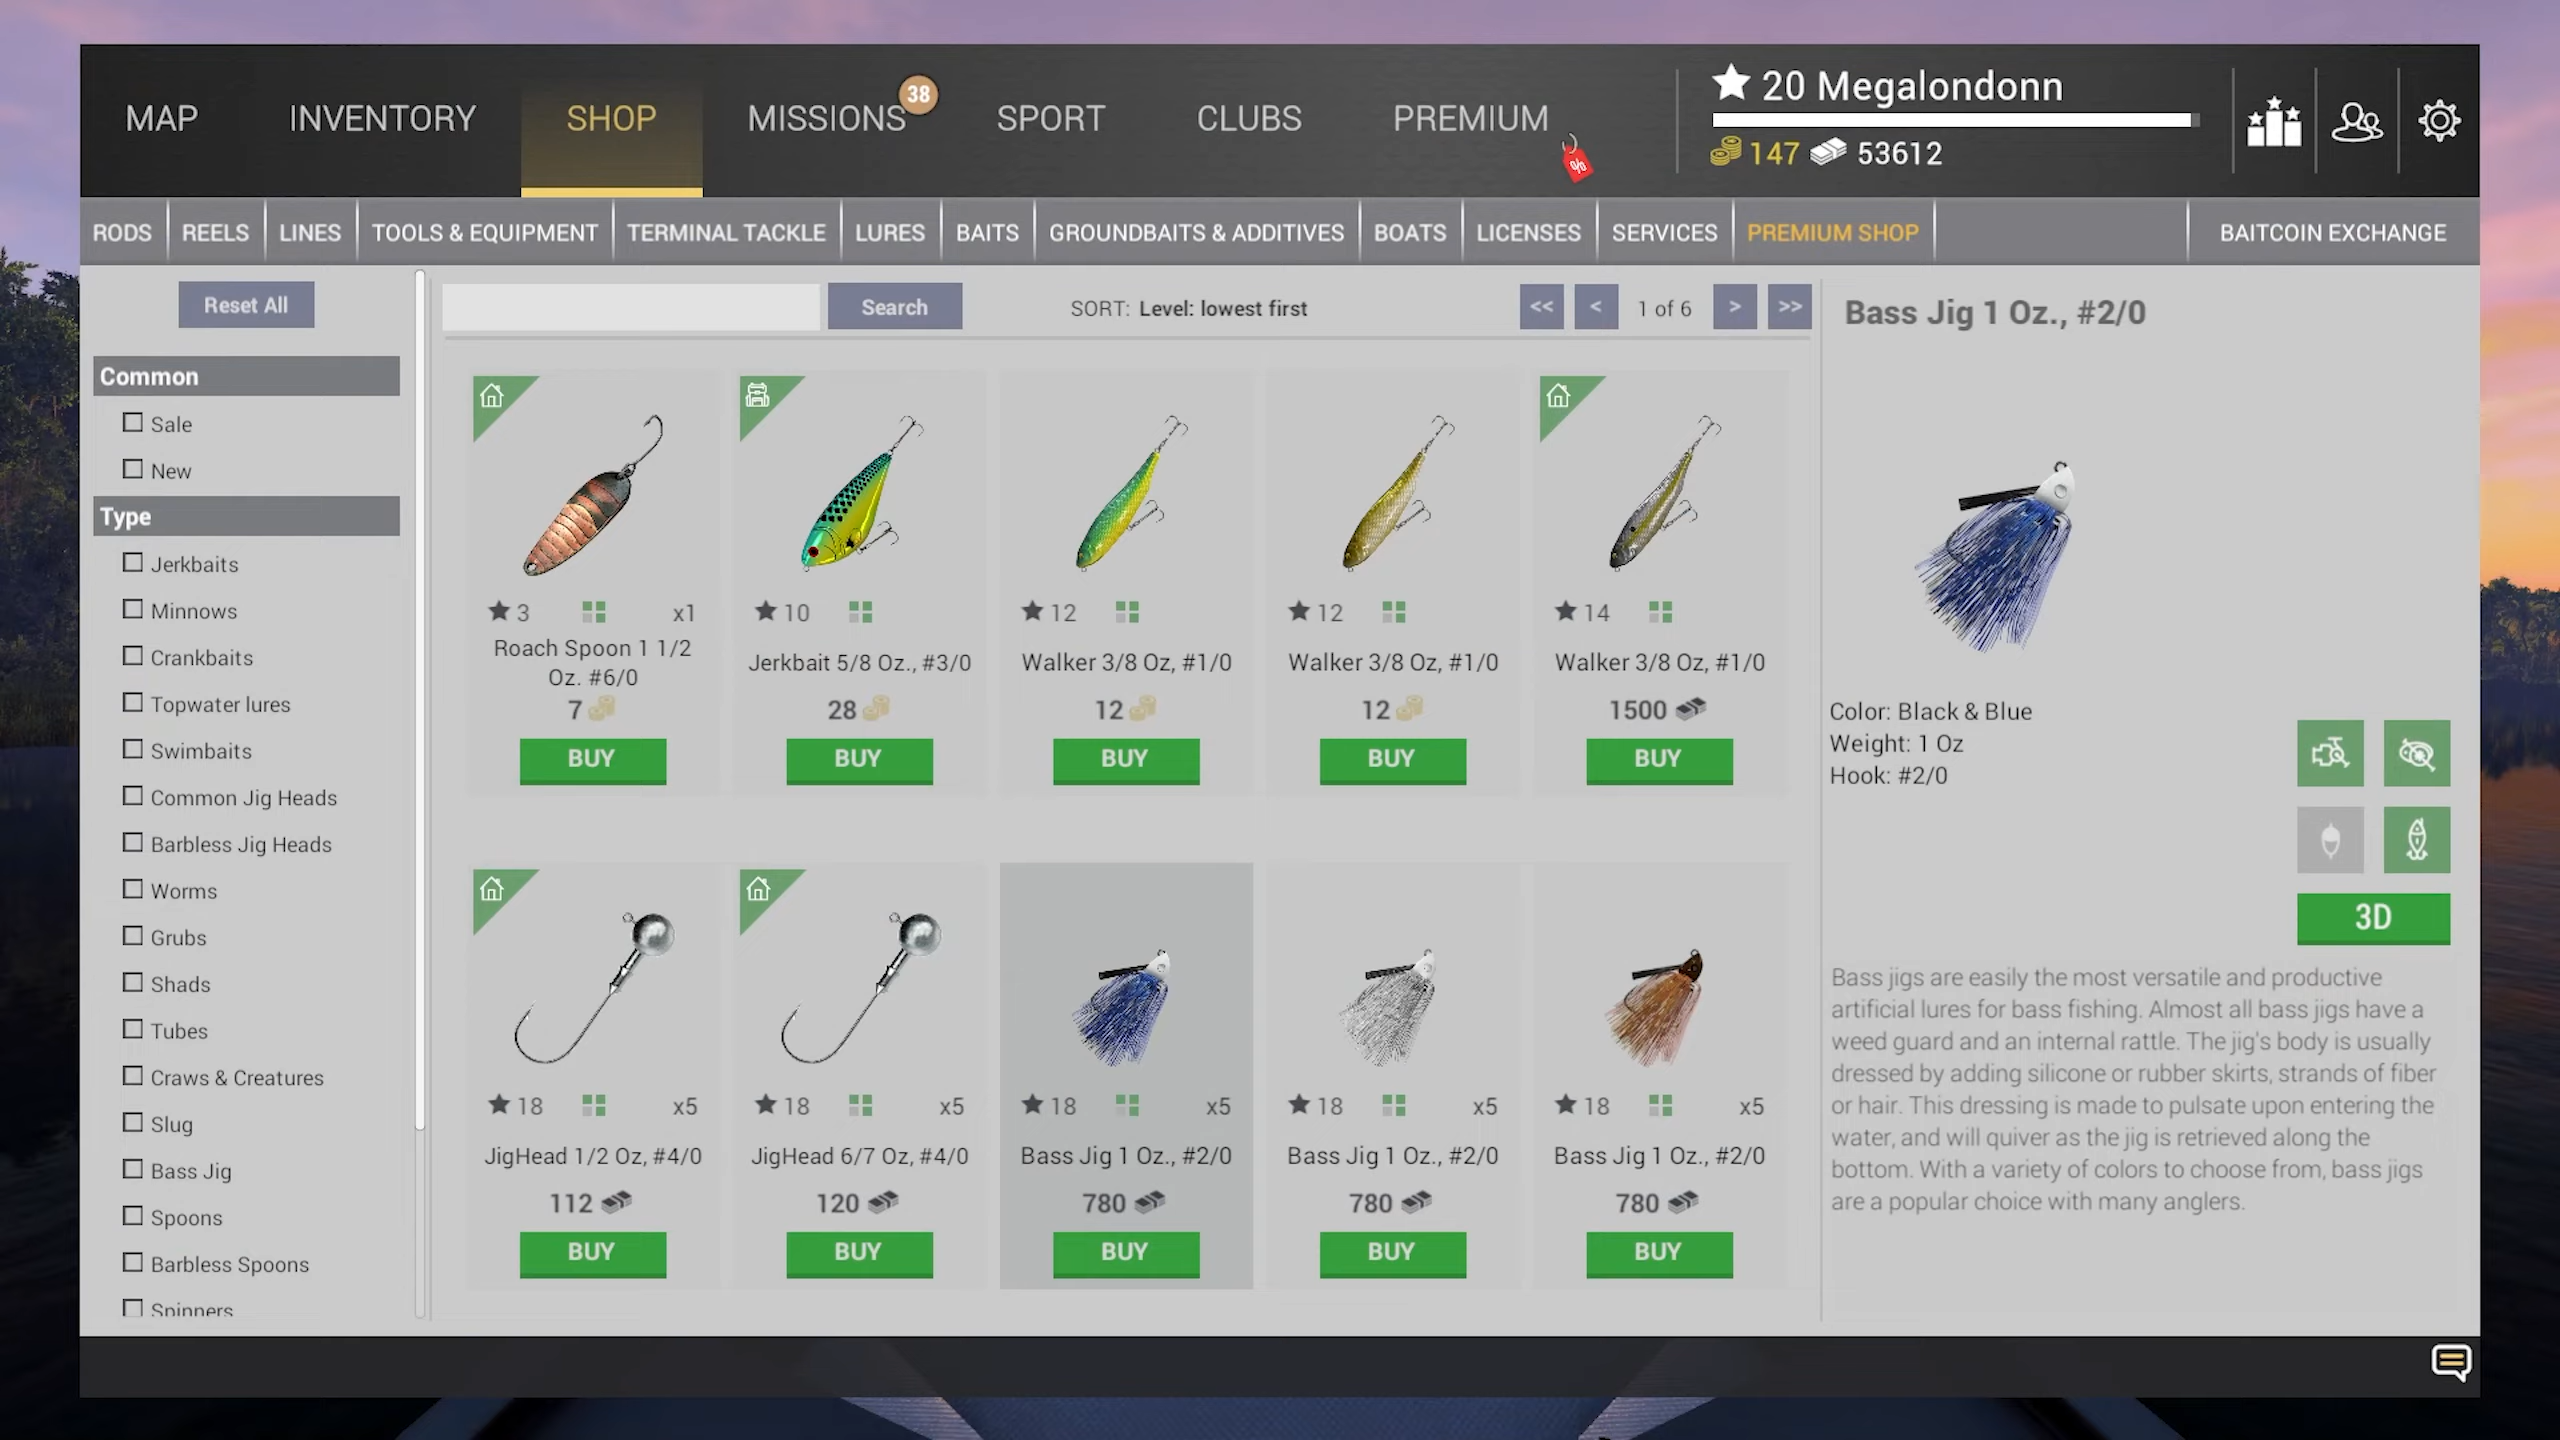 MAP
INVENTORY
SHOP
MISSIONS
38
SPORT
CLUBS
PREMIUM
%
20 Megalondonn
147
53612
RODS
REELS
LINES
TOOLS & EQUIPMENT
TERMINAL TACKLE
LURES
BAITS
GROUNDBAITS & ADDITIVES
BOATS
LICENSES
SERVICES
PREMIUM SHOP
BAITCOIN EXCHANGE
Reset All
Common
Sale
New
Type
Jerkbaits
Minnows
Crankbaits
Topwater lures
Swimbaits
Common Jig Heads
Barbless Jig Heads
Worms
Grubs
Shads
Tubes
Craws & Creatures
Slug
Bass Jig
Spoons
Barbless Spoons
Spinners
Search
SORT: Level: lowest first
<<
<
1 of 6
>
>>
3
x1
Roach Spoon 1 1/2
Oz. #6/0
7
BUY
10
Jerkbait 5/8 Oz., #3/0
28
BUY
12
Walker 3/8 Oz, #1/0
12
BUY
12
Walker 3/8 Oz, #1/0
12
BUY
14
Walker 3/8 Oz, #1/0
1500
BUY
18
x5
JigHead 1/2 Oz, #4/0
112
BUY
18
x5
JigHead 6/7 Oz, #4/0
120
BUY
18
x5
Bass Jig 1 Oz., #2/0
780
BUY
18
x5
Bass Jig 1 Oz., #2/0
780
BUY
18
x5
Bass Jig 1 Oz., #2/0
780
BUY
Bass Jig 1 Oz., #2/0
Color: Black & Blue
Weight: 1 Oz
Hook: #2/0
3D
Bass jigs are easily the most versatile and productive
artificial lures for bass fishing. Almost all bass jigs have a
weed guard and an internal rattle. The jig's body is usually
dressed by adding silicone or rubber skirts, strands of fiber
or hair. This dressing is made to pulsate upon entering the
water, and will quiver as the jig is retrieved along the
bottom. With a variety of colors to choose from, bass jigs
are a popular choice with many anglers.